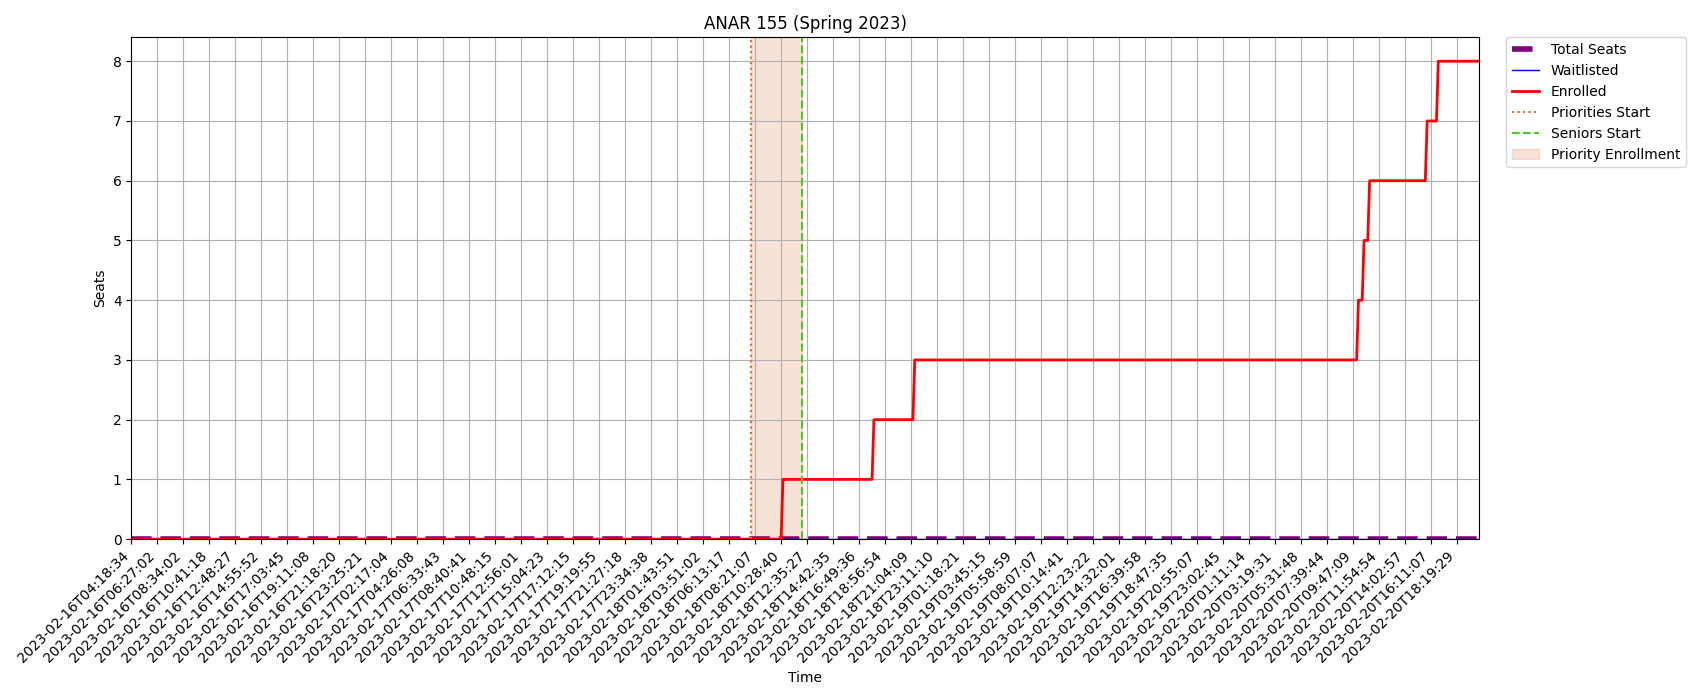 ANAR 155 (Spring 2023)
Total Seats
Waitlisted
Enrolled
Priorities Start
Seniors Start
Priority Enrollment
Seats
8
7
6
5
4
3
2
1
0
2023-02-16T04:18:34
2023-02-16T06:27:02
2023-02-16T08:34:02
2023-02-16T10:41:18
2023-02-16T12:48:27
2023-02-16T14:55:52
2023-02-16T17:03:45
2023-02-16T19:11:08
2023-02-16T21:18:20
2023-02-16T23:25:21
2023-02-17T02:17:04
2023-02-17T04:26:08
2023-02-17T06:33:43
2023-02-17T08:40:41
2023-02-17T10:48:15
2023-02-17T12:56:01
2023-02-17T15:04:23
2023-02-17T17:12:15
2023-02-17T19:19:55
2023-02-17T21:27:18
2023-02-17T23:34:38
2023-02-18T01:43:51
2023-02-18T03:51:02
2023-02-18T06:13:17
2023-02-18T08:21:07
2023-02-18T10:28:40
2023-02-18T12:35:27
2023-02-18T14:42:35
2023-02-18T16:49:36
2023-02-18T18:56:54
2023-02-18T21:04:09
2023-02-18T23:11:10
2023-02-19T01:18:21
2023-02-19T03:45:15
2023-02-19T05:58:59
2023-02-19T08:07:07
2023-02-19T10:14:41
2023-02-19T12:23:22
2023-02-19T14:32:01
2023-02-19T16:39:58
2023-02-19T18:47:35
2023-02-19T20:55:07
2023-02-19T23:02:45
2023-02-20T01:11:14
2023-02-20T03:19:31
2023-02-20T05:31:48
2023-02-20T07:39:44
2023-02-20T09:47:09
2023-02-20T11:54:54
2023-02-20T14:02:57
2023-02-20T16:11:07
2023-02-20T18:19:29
Time